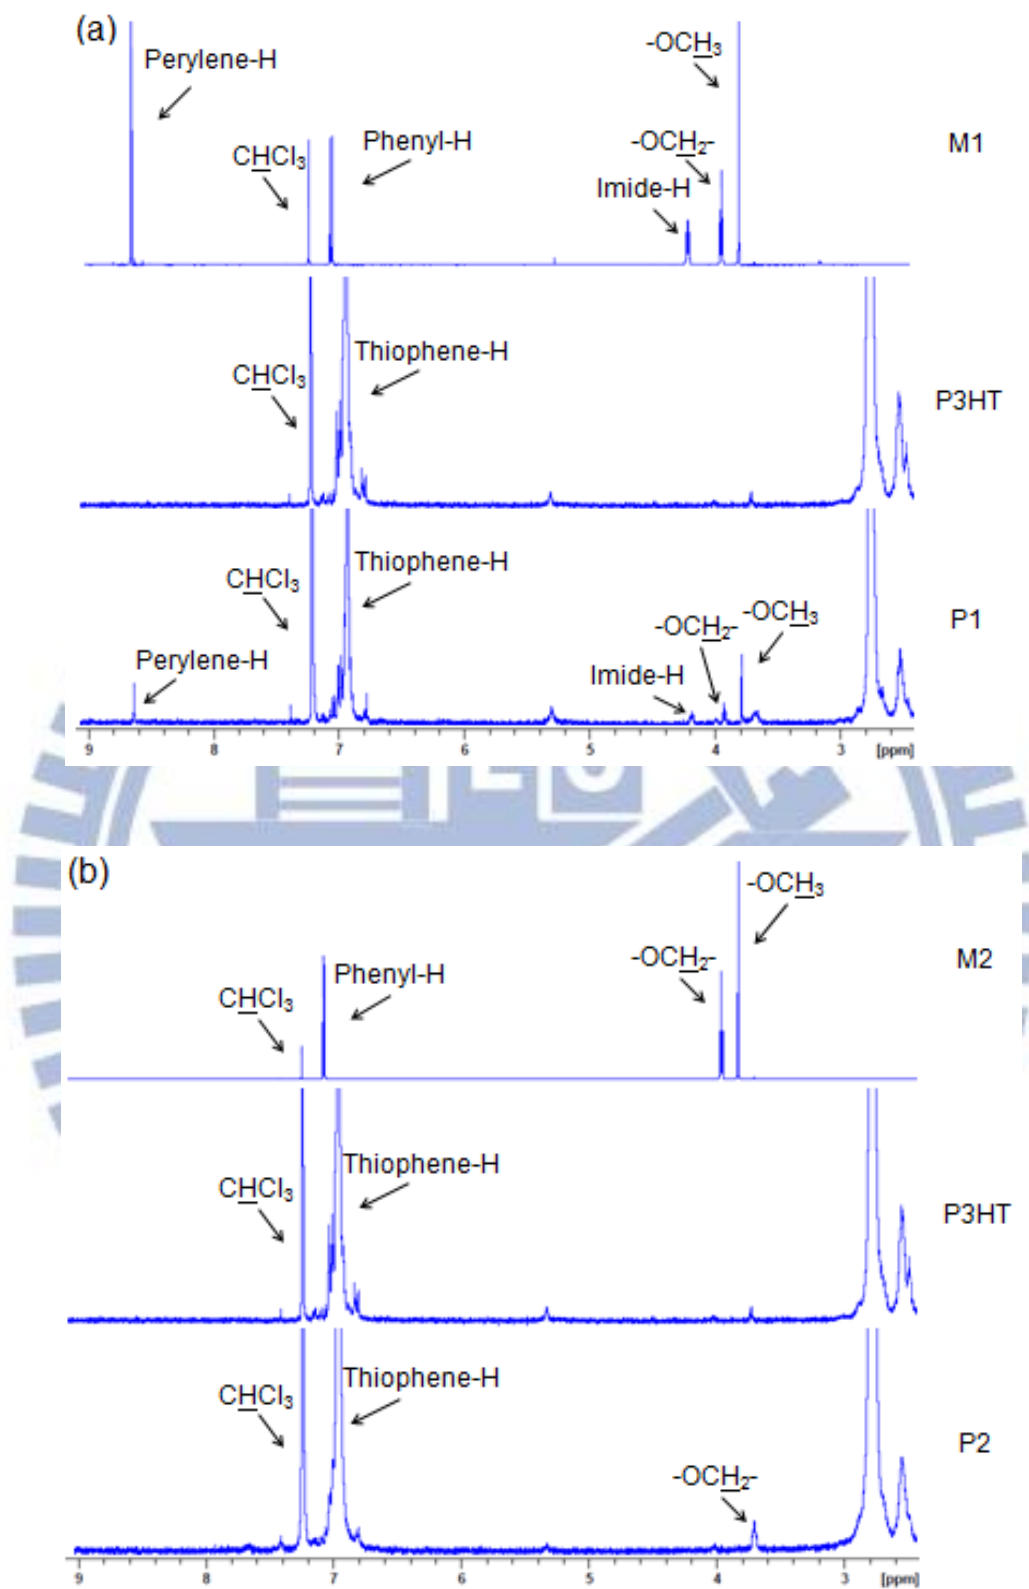 (a)
-OCH3
Perylene-H
Phenyl-H
-OCH2-
M1
CHCl3
Imide-H
Thiophene-H
CHCl3
P3HT
Thiophene-H
CHCl3
-OCH3
P1
-OCH2-
Perylene-H
Imide-H
9 8 7 6 5 4 3 [ppm]
(b)
-OCH3
-OCH2-
M2
Phenyl-H
CHCl3
Thiophene-H
CHCl3
P3HT
Thiophene-H
CHCl3
P2
-OCH2-
9 8 7 6 5 4 3 [ppm]